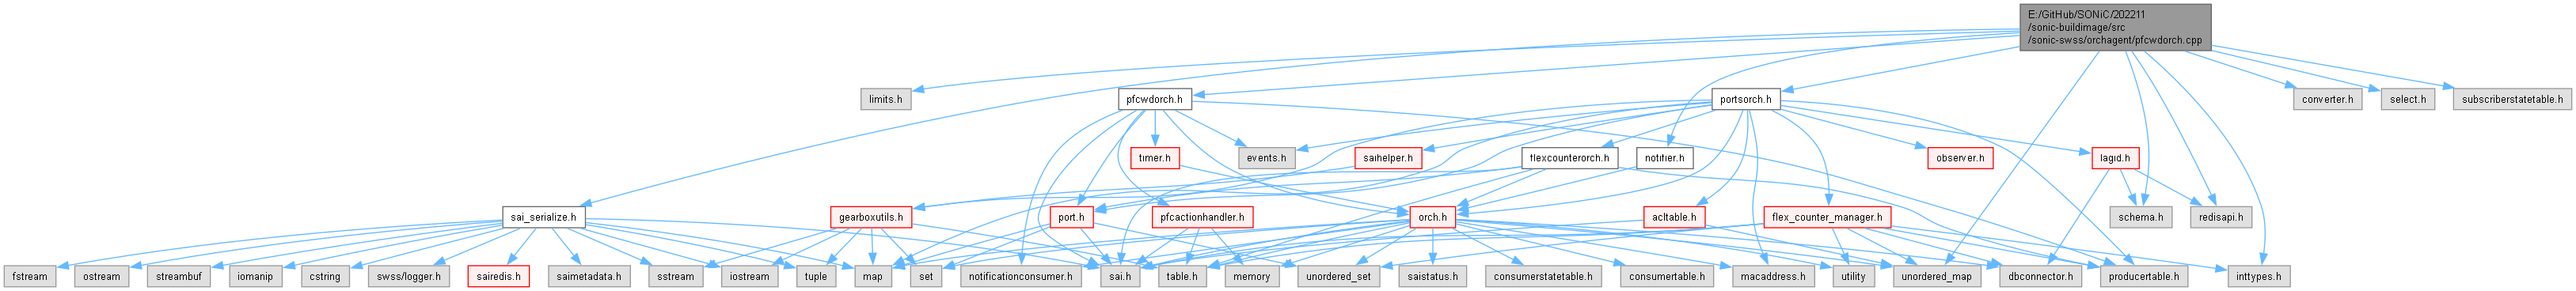 E:/GitHub/SONiC/202211
/sonic-buildimage/src
/sonic-swss/orchagent/pfcwdorch.cpp
limits.h
pfcwdorch.h
portsorch.h
converter.h
select.h
subscriberstatetable.h
timer.h
events.h
saihelper.h
flexcounterorch.h
notifier.h
observer.h
lagid.h
sai_serialize.h
gearboxutils.h
port.h
pfcactionhandler.h
orch.h
acltable.h
flex_counter_manager.h
schema.h
redisapi.h
fstream
ostream
streambuf
iomanip
cstring
swss/logger.h
sairedis.h
saimetadata.h
sstream
iostream
tuple
map
set
notificationconsumer.h
sai.h
table.h
memory
unordered_set
saistatus.h
consumerstatetable.h
consumertable.h
macaddress.h
utility
unordered_map
dbconnector.h
producertable.h
inttypes.h